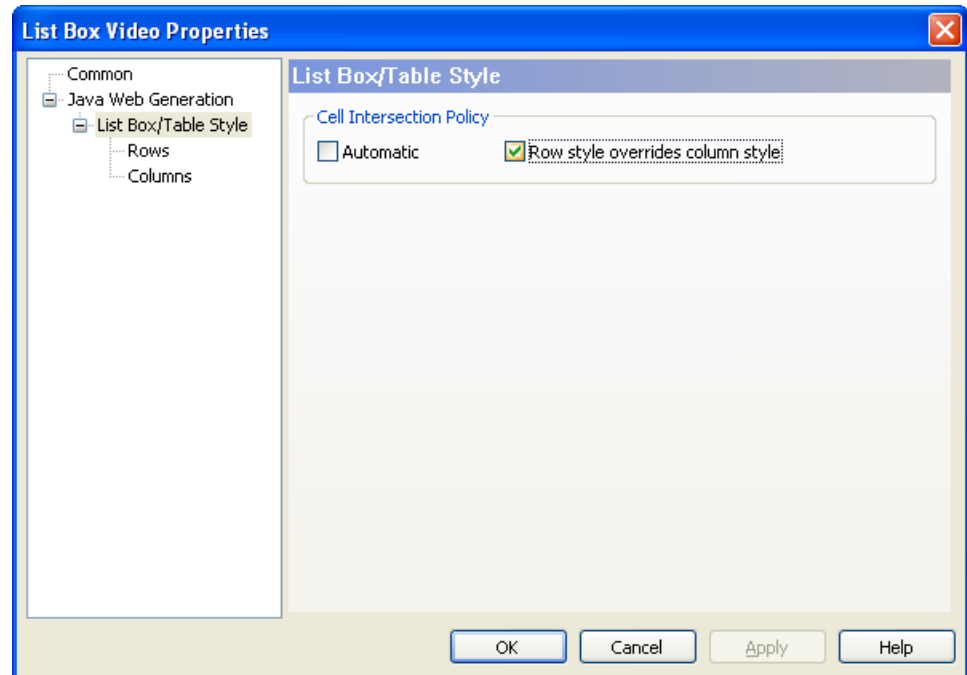 List Box Video Properties
Common
Java Web Generation
List Box/Table Style
Rows
Columns
List Box/Table Style
Cell Intersection Policy
Automatic
Row style overrides column style
OK
Cancel
Apply
Help